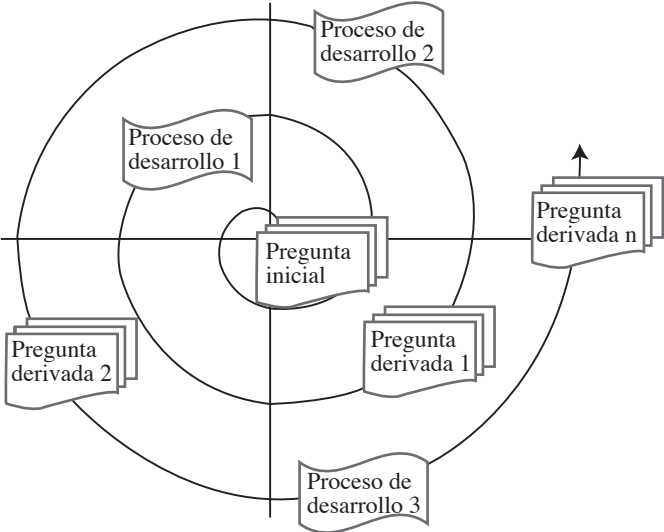 Proceso de
desarrollo 2
Proceso de
desarrollo 1
Pregunta
derivada n
Pregunta
inicial
Pregunta
derivada 1
Pregunta
derivada 2
Proceso de
desarrollo 3